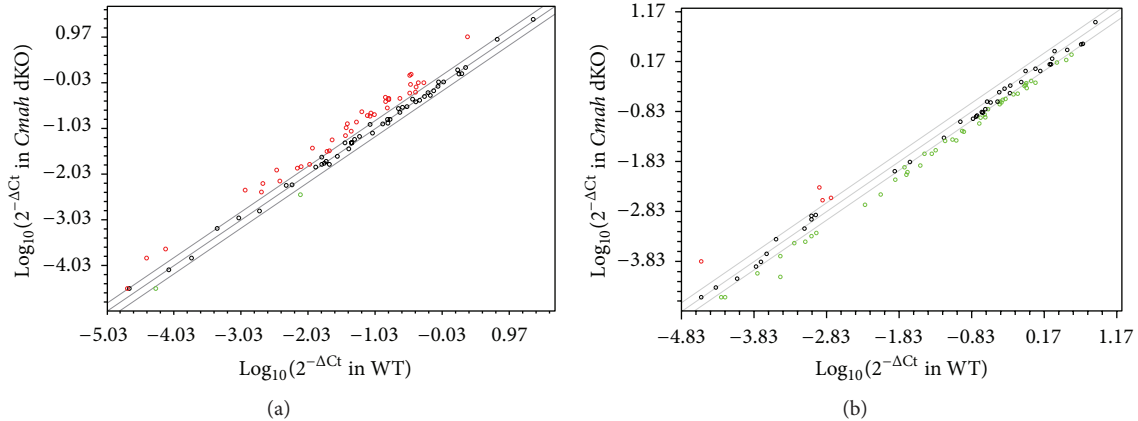 0.97
−0.03
−1.03
−2.03
−3.03
−4.03
Log₁₀(2^−ΔCt in Cmah dKO)
−5.03 −4.03 −3.03 −2.03 −1.03 −0.03 0.97
Log₁₀(2^−ΔCt in WT)
(a)
1.17
0.17
−0.83
−1.83
−2.83
−3.83
Log₁₀(2^−ΔCt in Cmah dKO)
−4.83 −3.83 −2.83 −1.83 −0.83 0.17 1.17
Log₁₀(2^−ΔCt in WT)
(b)